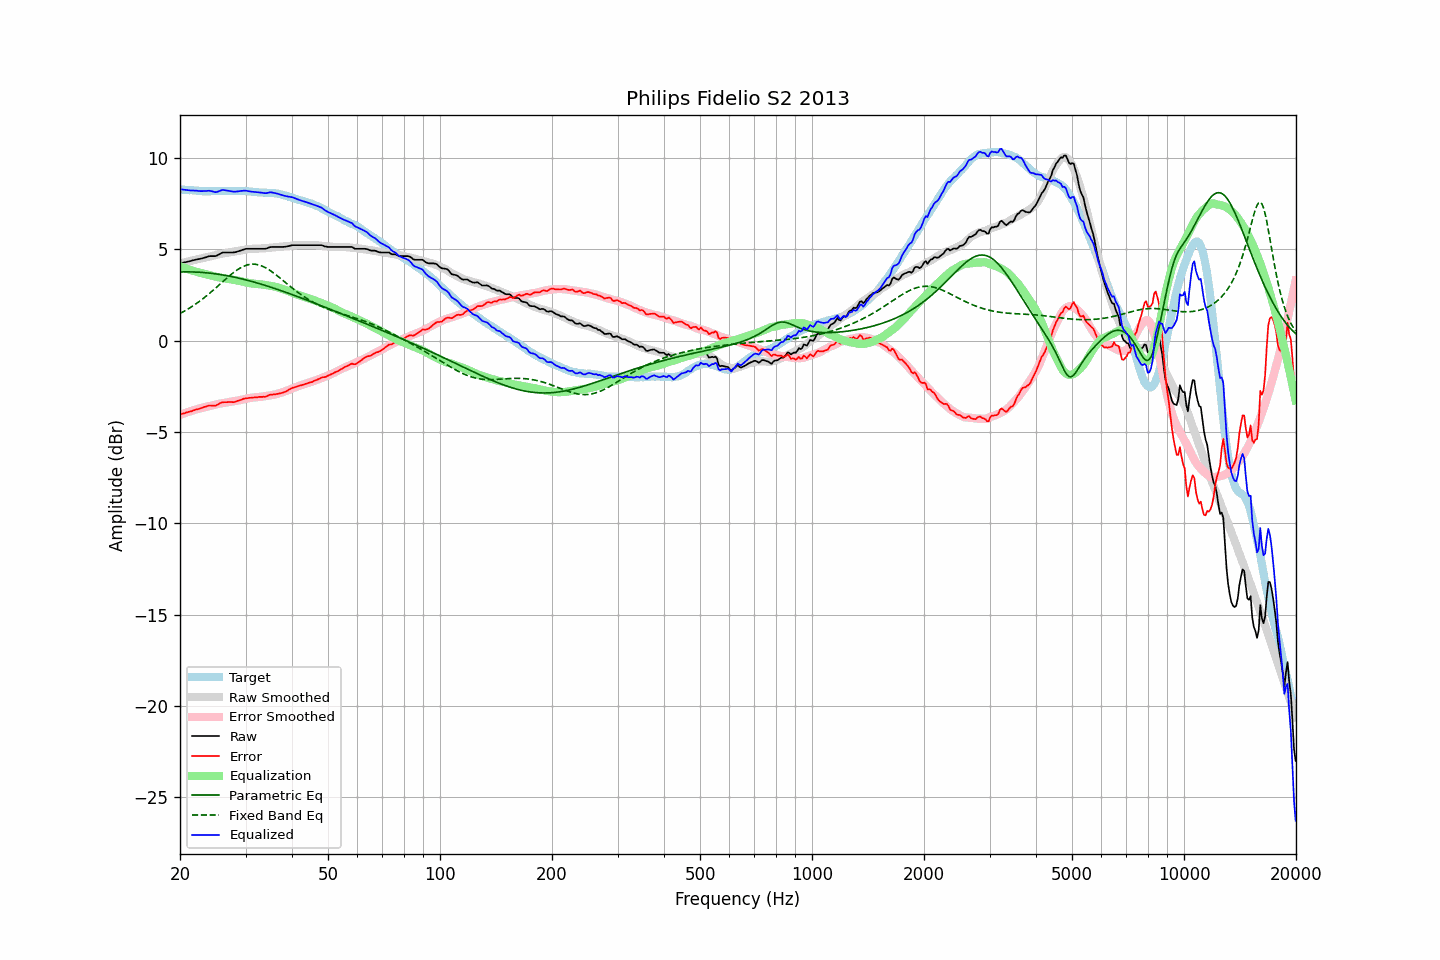 Philips Fidelio S2 2013
Amplitude (dBr)
10
5
0
−5
−10
−15
−20
−25
Target
Raw Smoothed
Error Smoothed
Raw
Error
Equalization
Parametric Eq
Fixed Band Eq
Equalized
20 50 100 200 500 1000 2000 5000 10000 20000
Frequency (Hz)